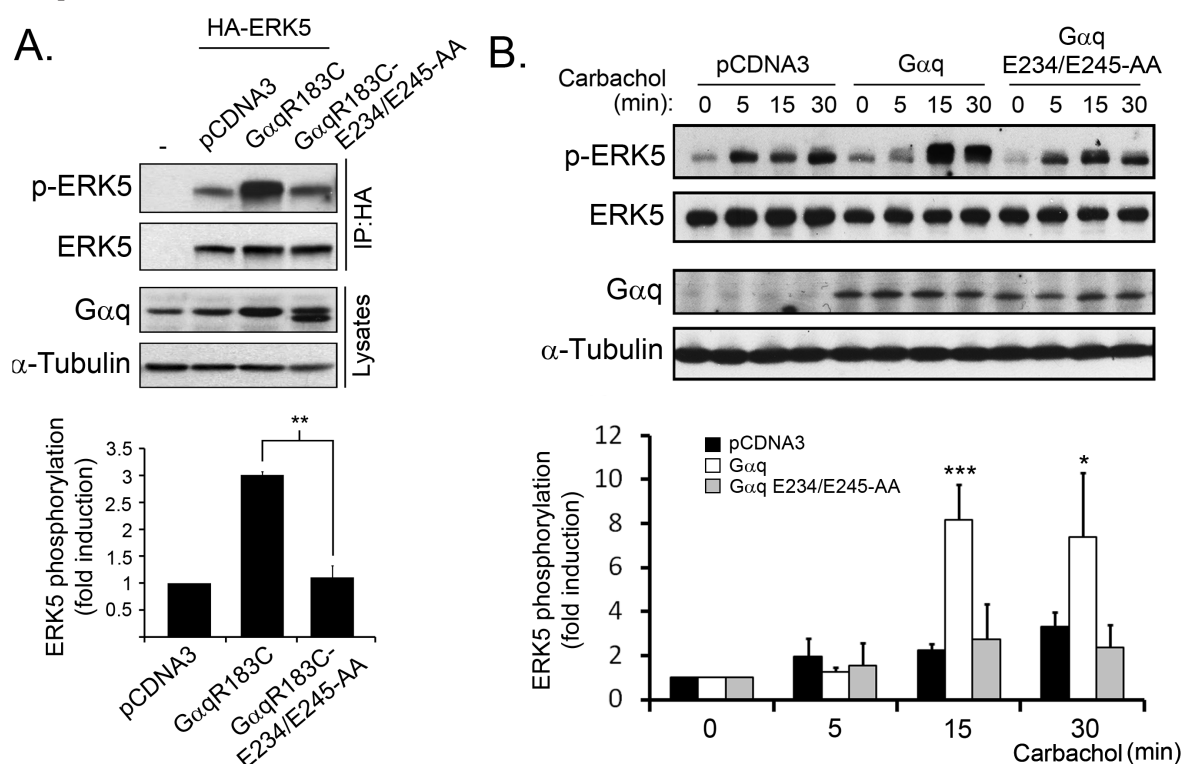 A.
HA-ERK5
-
pCDNA3
GαqR183C
GαqR183C-
E234/E245-AA
p-ERK5
ERK5
IP:HA
Gαq
α-Tubulin
Lysates
ERK5 phosphorylation
(fold induction)
**
3.5
3
2.5
2
1.5
1
0.5
pCDNA3
GαqR183C
GαqR183C-
E234/E245-AA
B.
Carbachol
(min):
pCDNA3
Gαq
Gαq
E234/E245-AA
0 5 15 30 0 5 15 30 0 5 15 30
p-ERK5
ERK5
Gαq
α-Tubulin
ERK5 phosphorylation
(fold induction)
12
10
8
6
4
2
0
pCDNA3
Gαq
Gαq E234/E245-AA
***
*
0 5 15 30
Carbachol (min)